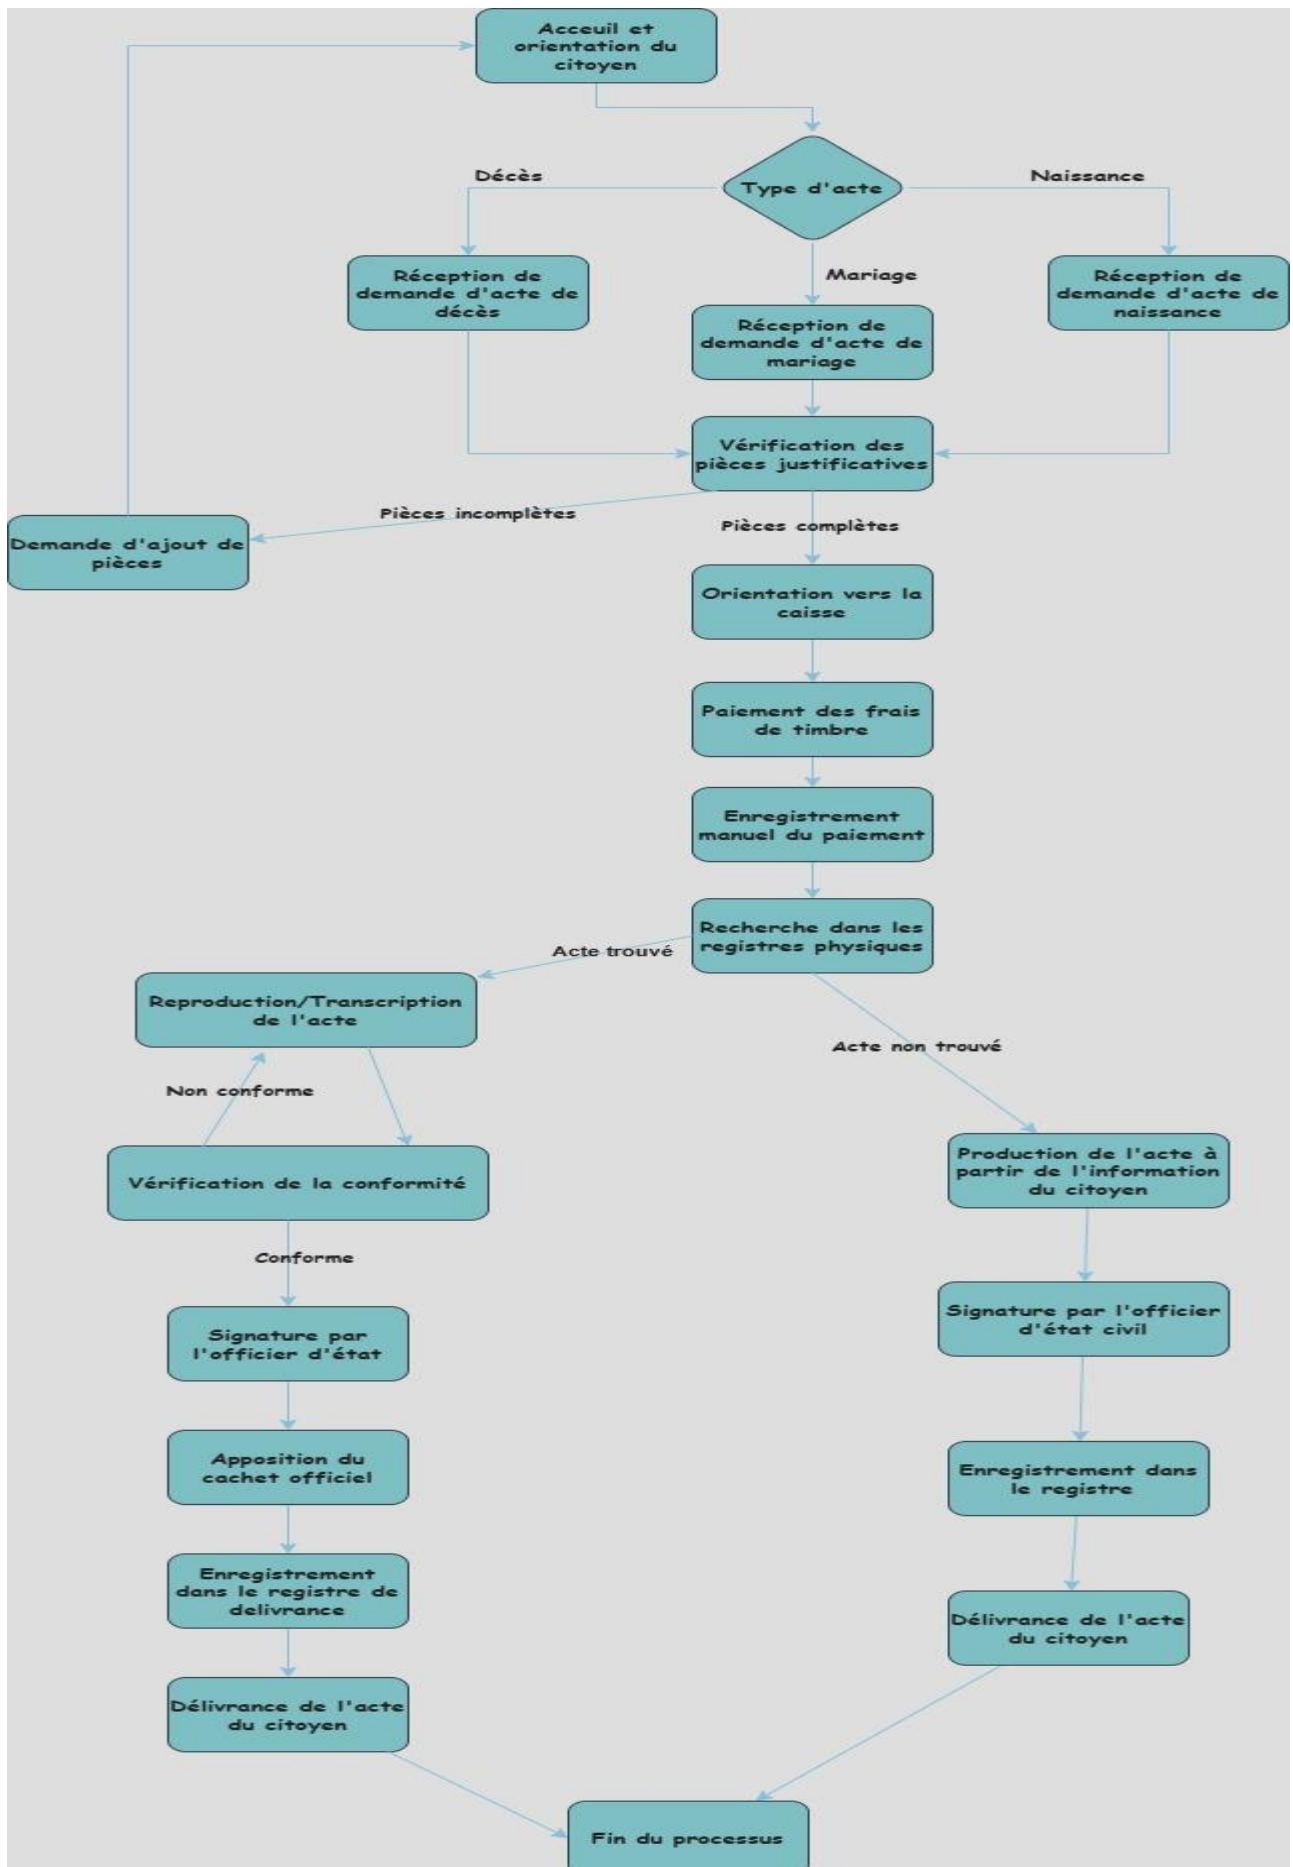 Acceuil et
orientation du
citoyen
Décès
Type d'acte
Naissance
Réception de
demande d'acte de
décès
Mariage
Réception de
demande d'acte de
naissance
Réception de
demande d'acte de
mariage
Vérification des
pièces justificatives
Pièces incomplètes
Pièces complètes
Demande d'ajout de
pièces
Orientation vers la
caisse
Paiement des frais
de timbre
Enregistrement
manuel du paiement
Recherche dans les
registres physiques
Acte trouvé
Reproduction/Transcription
de l'acte
Acte non trouvé
Non conforme
Vérification de la conformité
Production de l'acte à
partir de l'information
du citoyen
Conforme
Signature par
l'officier d'état
Signature par l'officier
d'état civil
Apposition du
cachet officiel
Enregistrement dans
le registre
Enregistrement
dans le registre de
delivrance
Délivrance de l'acte
du citoyen
Délivrance de l'acte
du citoyen
Fin du processus